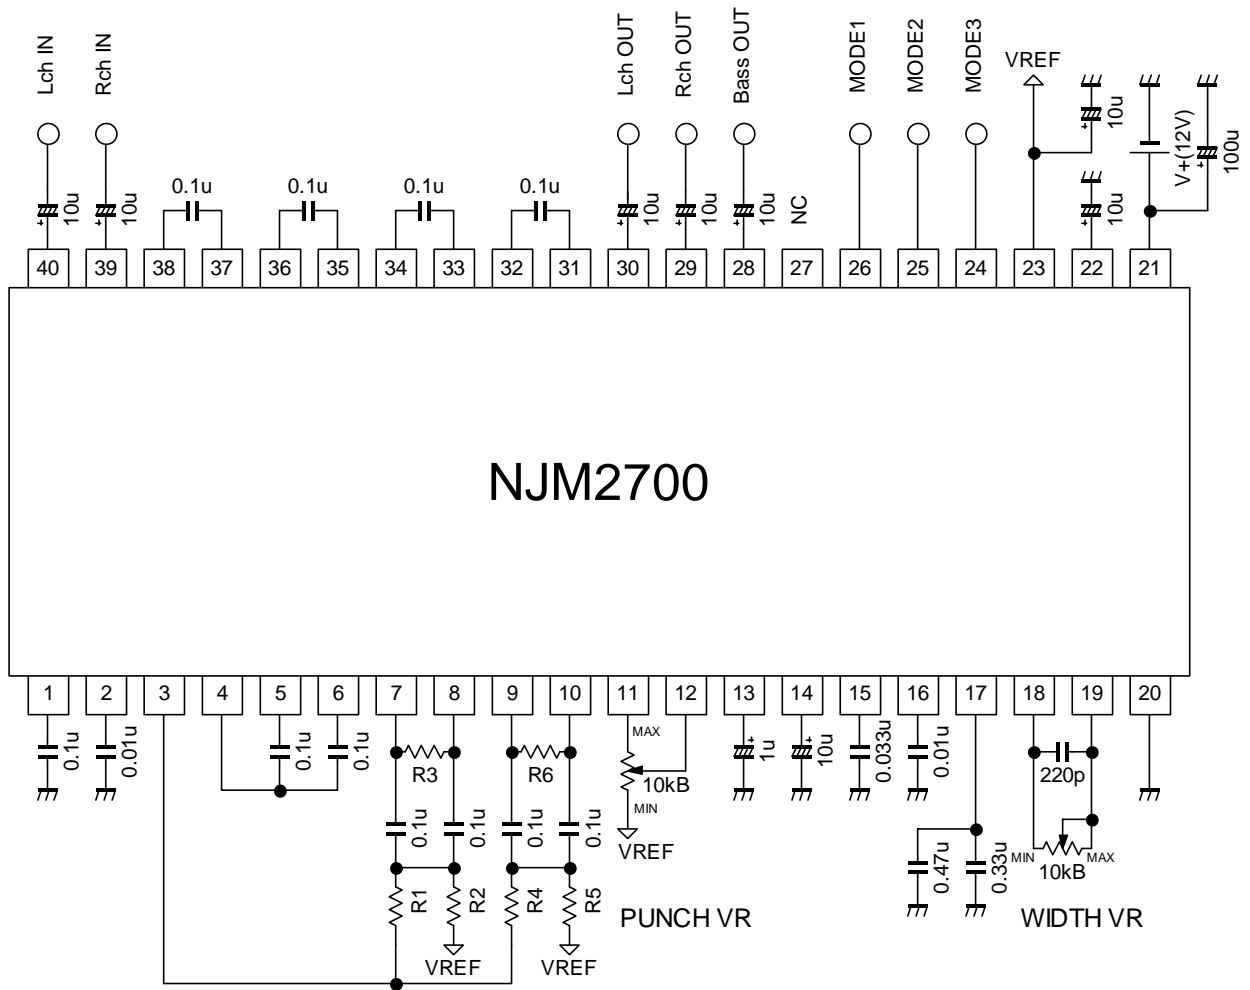 Lch IN
Rch IN
Lch OUT
Rch OUT
Bass OUT
MODE1
MODE2
MODE3
VREF
10u
V+(12V)
100u
0.1u
0.1u
0.1u
0.1u
10u
10u
10u
10u
10u
NC
10u
40
39
38
37
36
35
34
33
32
31
30
29
28
27
26
25
24
23
22
21
NJM2700
1
2
3
4
5
6
7
8
9
10
11
12
13
14
15
16
17
18
19
20
0.1u
0.01u
0.1u
0.1u
R3
R6
MAX
10kB
MIN
VREF
1u
10u
0.033u
0.01u
220p
0.1u
0.1u
0.1u
0.1u
0.47u
0.33u
MIN
10kB
MAX
R1
R2
R4
R5
PUNCH VR
WIDTH VR
VREF
VREF